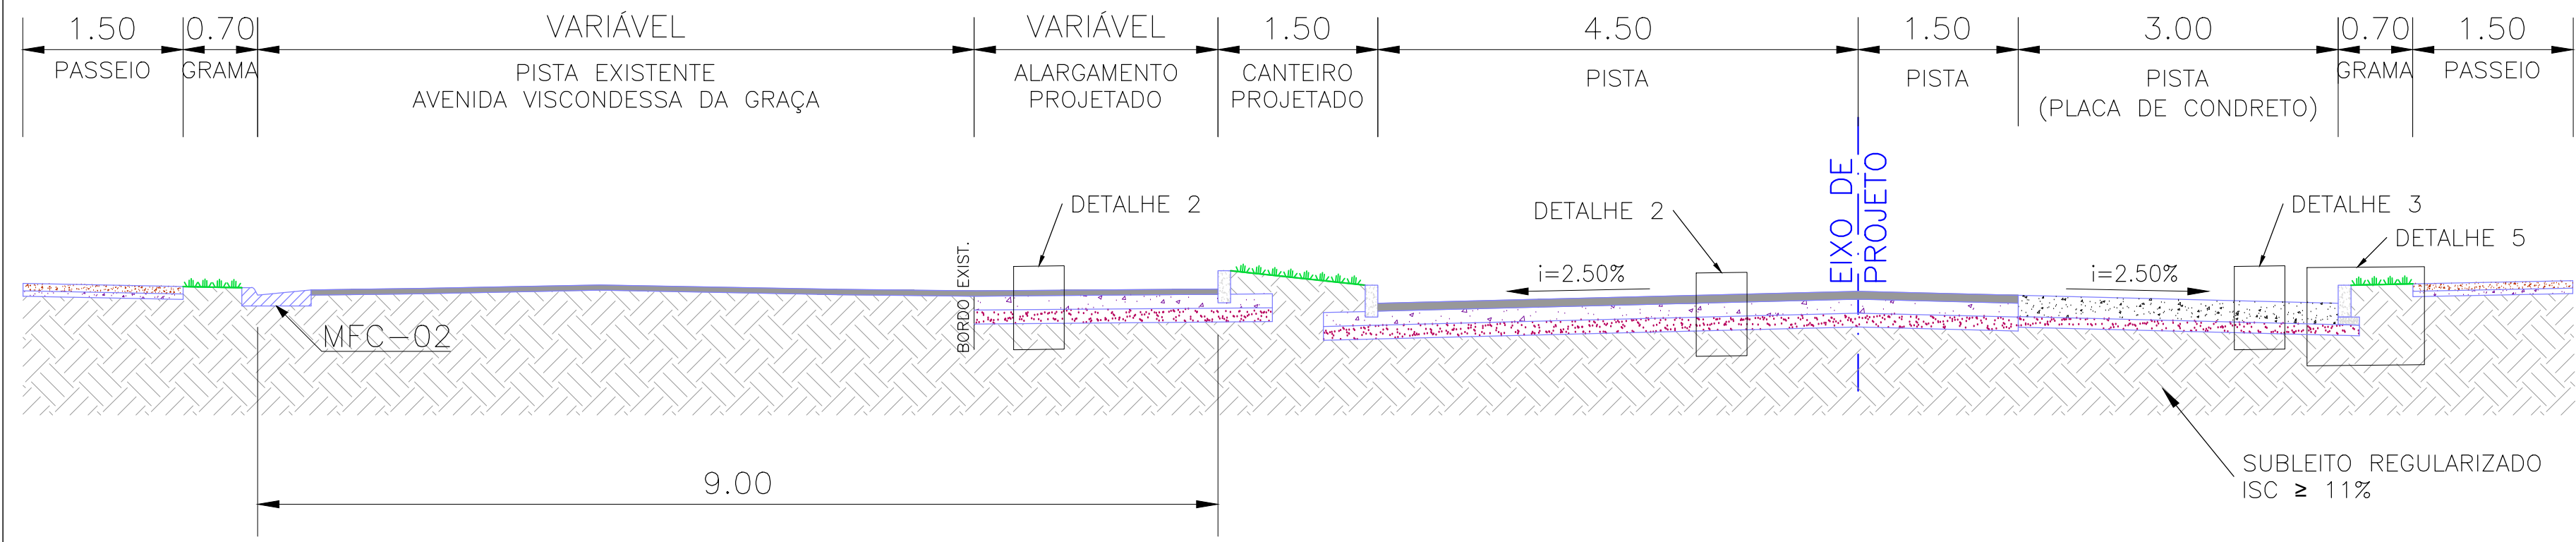 1.50
0.70
VARIÁVEL
VARIÁVEL
1.50
4.50
1.50
3.00
0.70
1.50
PASSEIO
GRAMA
PISTA EXISTENTE
AVENIDA VISCONDESSA DA GRAÇA
ALARGAMENTO
PROJETADO
CANTEIRO
PROJETADO
PISTA
PISTA
PISTA
(PLACA DE CONDRETO)
GRAMA
PASSEIO
DETALHE 2
DETALHE 2
EIXO DE
PROJETO
DETALHE 3
DETALHE 5
BORDO EXIST.
i=2.50%
i=2.50%
MFC-02
9.00
SUBLEITO REGULARIZADO
ISC ≥ 11%